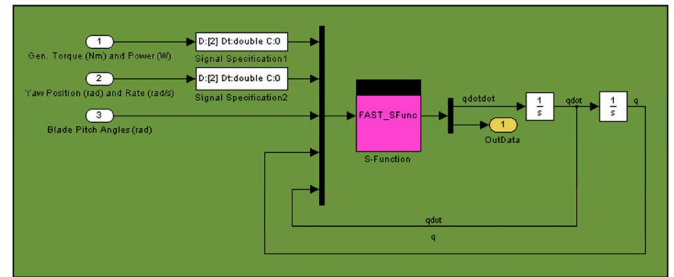 1
D:[2] Dt:double C:0
Gen. Torque (Nm) and Power (W)
Signal Specification1
2
D:[2] Dt:double C:0
Yaw Position (rad) and Rate (rad/s)
Signal Specification2
3
Blade Pitch Angles (rad)
FAST_SFunc
S-Function
qdotdot
1
s
qdot
1
s
q
1
OutData
qdot
q